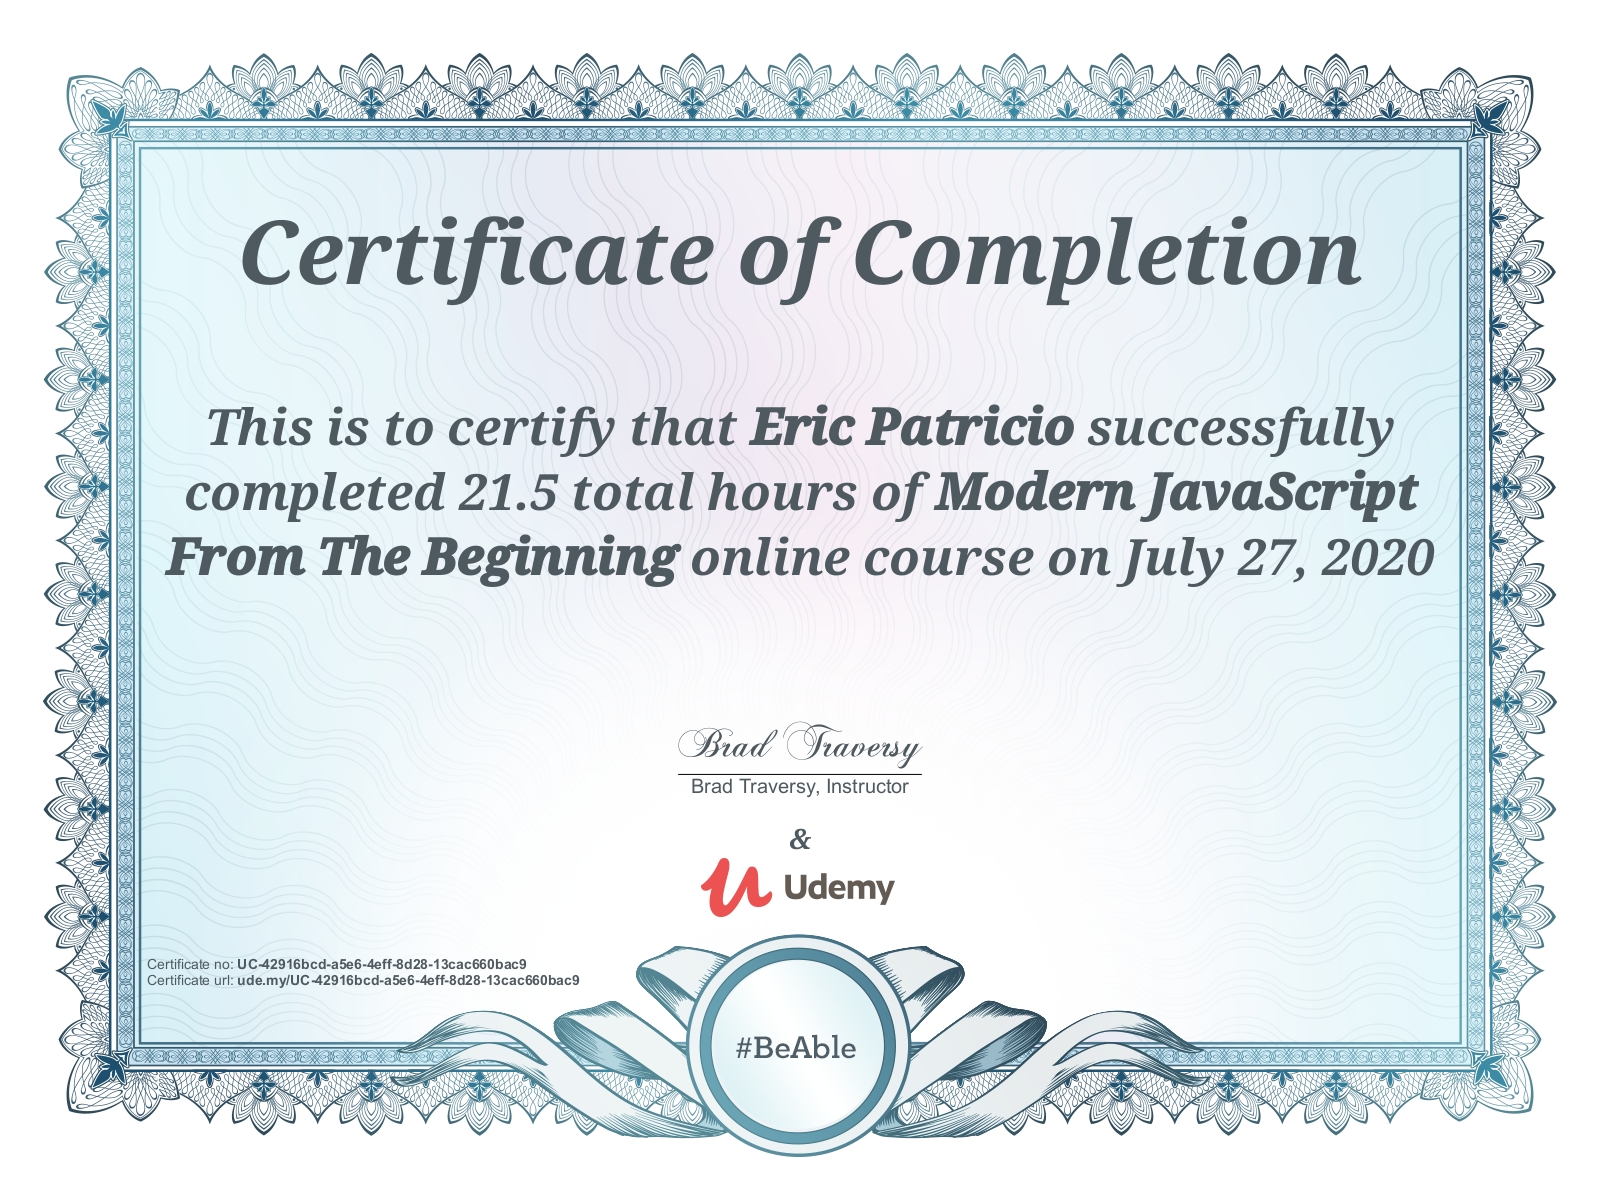 Certificate of Completion
This is to certify that Eric Patricio successfully
completed 21.5 total hours of Modern JavaScript
From The Beginning online course on July 27, 2020
Brad Traversy
Brad Traversy, Instructor
&
Udemy
Certificate no: UC-42916bcd-a5e6-4eff-8d28-13cac660bac9
Certificate url: ude.my/UC-42916bcd-a5e6-4eff-8d28-13cac660bac9
#BeAble